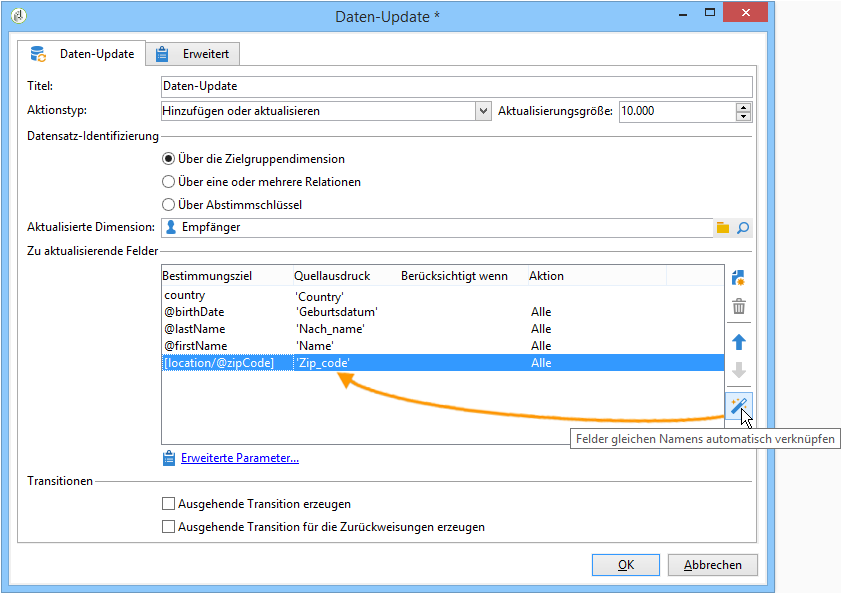 Daten-Update *
Daten-Update Erweitert
Titel: Daten-Update
Aktionstyp: Hinzufügen oder aktualisieren Aktualisierungsgröße: 10.000
Datensatz-Identifizierung
Über die Zielgruppendimension
Über eine oder mehrere Relationen
Über Abstimmschlüssel
Aktualisierte Dimension: Empfänger
Zu aktualisierende Felder
Bestimmungsziel Quellausdruck Berücksichtigt wenn Aktion
country 'Country'
@birthDate 'Geburtsdatum' Alle
@lastName 'Nach_name' Alle
@firstName 'Name' Alle
[location/@zipCode] 'Zip_code' Alle
Felder gleichen Namens automatisch verknüpfen
Erweiterte Parameter...
Transitionen
Ausgehende Transition erzeugen
Ausgehende Transition für die Zurückweisungen erzeugen
OK Abbrechen